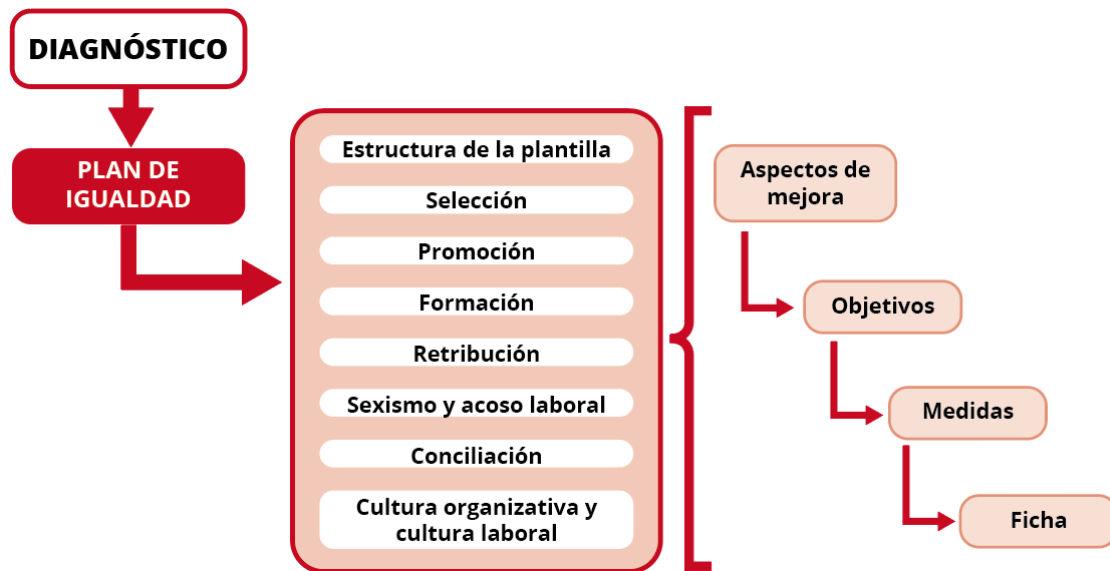 DIAGNÓSTICO
PLAN DE
IGUALDAD
Estructura de la plantilla
Selección
Promoción
Formación
Retribución
Sexismo y acoso laboral
Conciliación
Cultura organizativa y
cultura laboral
Aspectos de
mejora
Objetivos
Medidas
Ficha